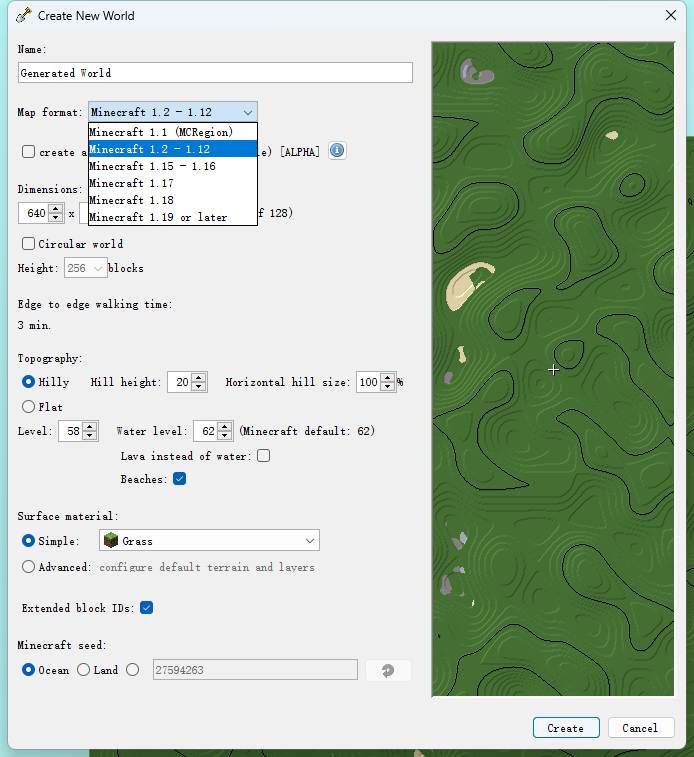 Create New World
Name:
Generated World
Map format: Minecraft 1.2 - 1.12
Minecraft 1.1 (MCRegion)
Minecraft 1.2 - 1.12
create a e) [ALPHA]
Minecraft 1.15 - 1.16
Minecraft 1.17
Dimensions:
Minecraft 1.18
640 x f 128)
Minecraft 1.19 or later
Circular world
Height: 256 blocks
Edge to edge walking time:
3 min.
Topography:
Hilly Hill height: 20 Horizontal hill size: 100 %
Flat
Level: 58 Water level: 62 (Minecraft default: 62)
Lava instead of water:
Beaches:
Surface material:
Simple: Grass
Advanced: configure default terrain and layers
Extended block IDs:
Minecraft seed:
Ocean Land 27594263
Create Cancel